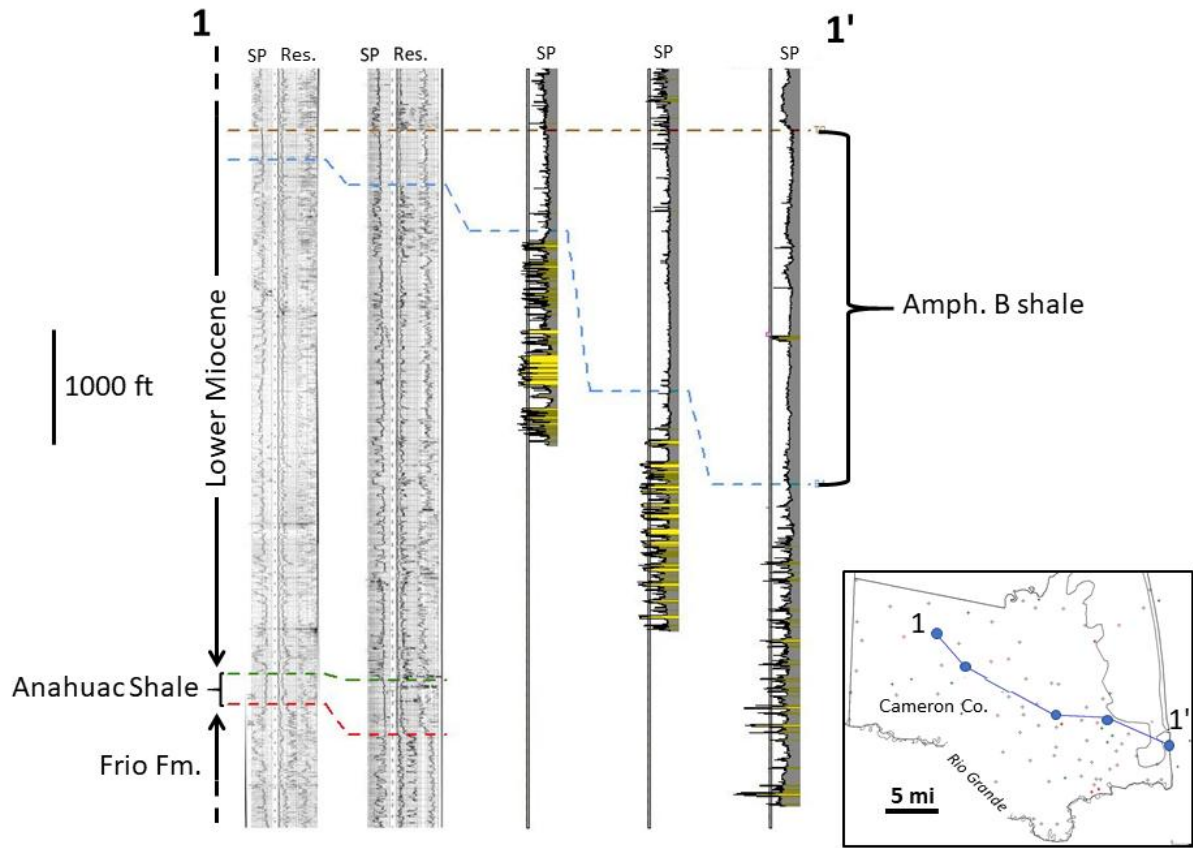 1
1'
SP Res.
SP Res.
SP
SP
SP
Lower Miocene
1000 ft
Amph. B shale
Anahuac Shale
Frio Fm.
1
Cameron Co.
1'
Rio Grande
5 mi